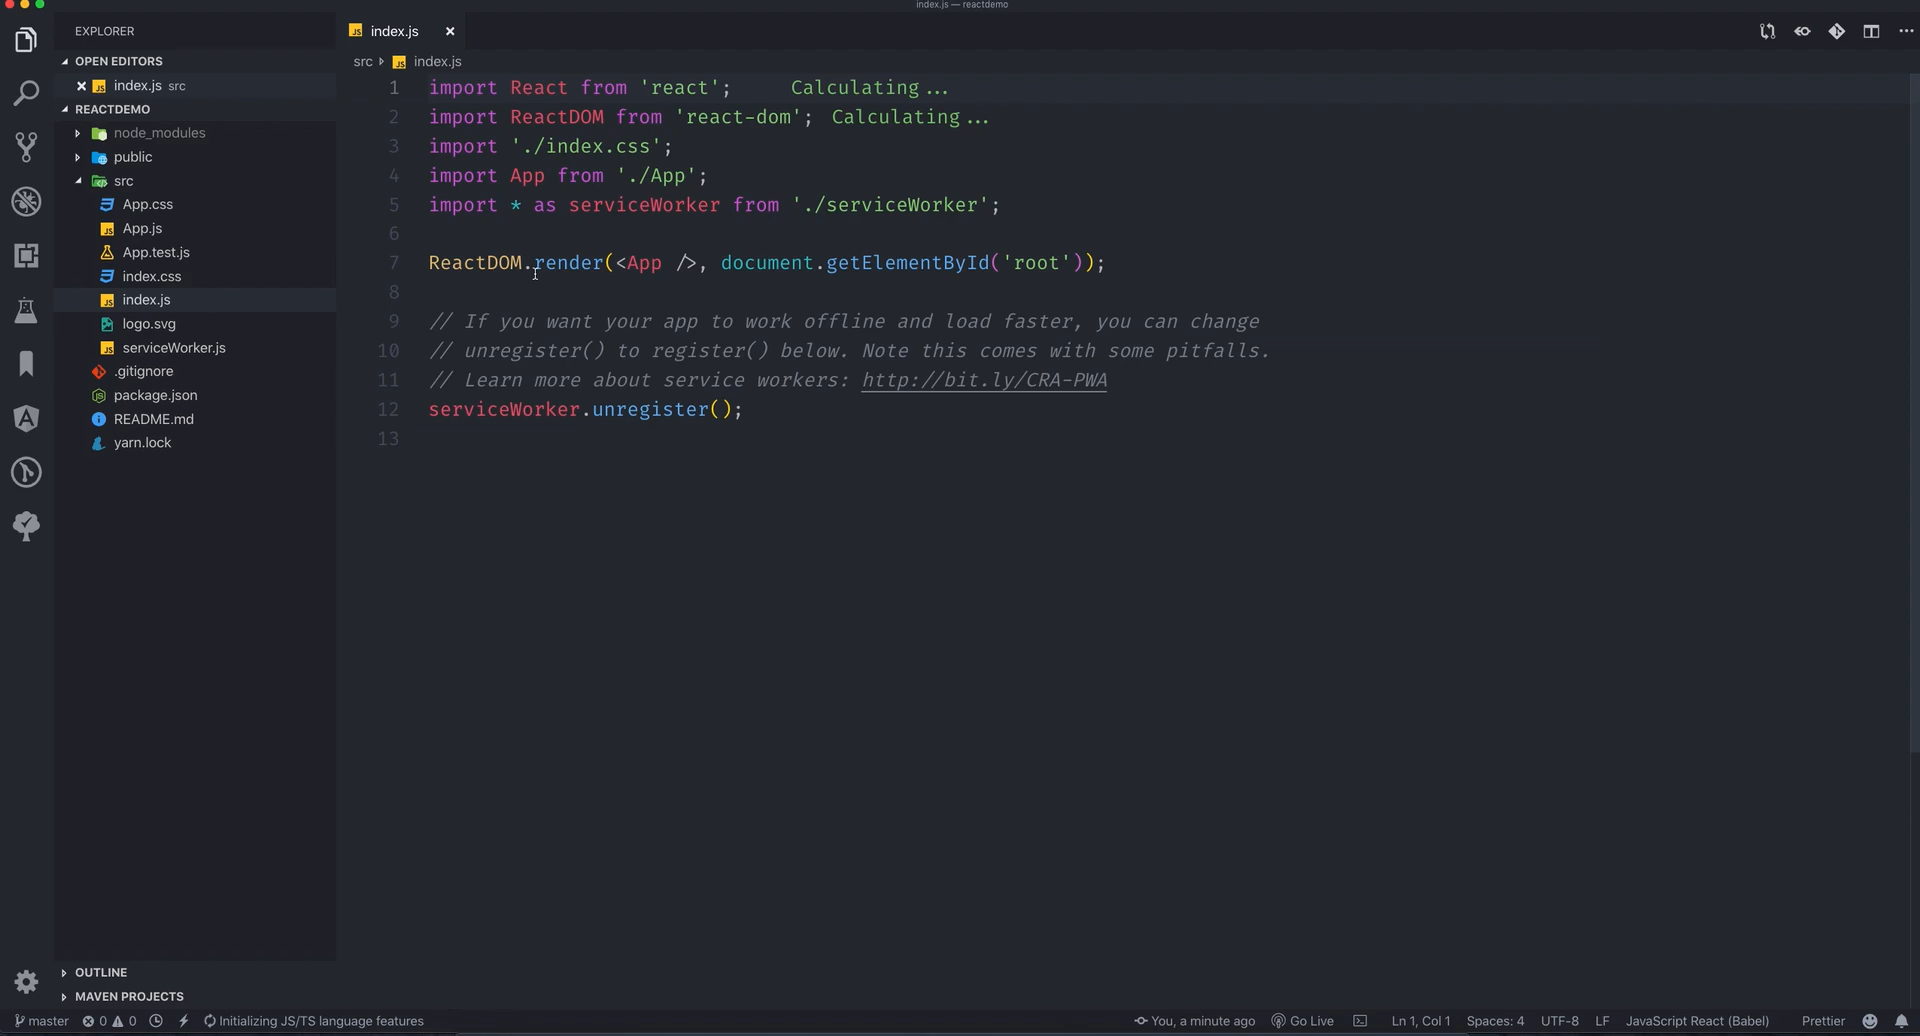 index.js — reactdemo
EXPLORER
OPEN EDITORS
index.js src
REACTDEMO
node_modules
public
src
App.css
App.js
App.test.js
index.css
index.js
logo.svg
serviceWorker.js
.gitignore
package.json
README.md
yarn.lock
OUTLINE
MAVEN PROJECTS
index.js
src index.js
1 import React from 'react'; Calculating...
2 import ReactDOM from 'react-dom'; Calculating...
3 import './index.css';
4 import App from './App';
5 import * as serviceWorker from './serviceWorker';
6
7 ReactDOM.render(<App />, document.getElementById('root'));
8
9 // If you want your app to work offline and load faster, you can change
10 // unregister() to register() below. Note this comes with some pitfalls.
11 // Learn more about service workers: http://bit.ly/CRA-PWA
12 serviceWorker.unregister();
13
master 0 0 Initializing JS/TS language features You, a minute ago Go Live Ln 1, Col 1 Spaces: 4 UTF-8 LF JavaScript React (Babel) Prettier